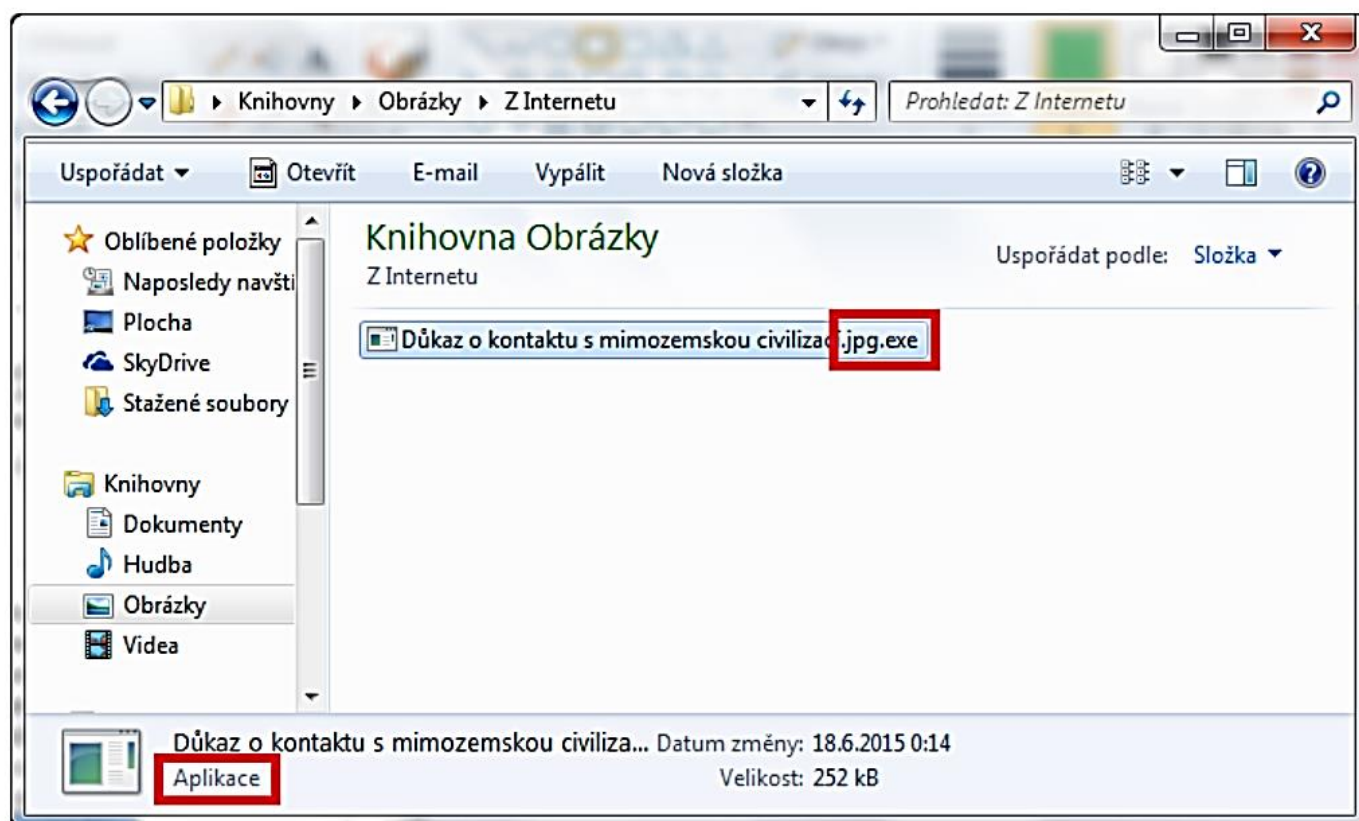 Knihovny ▸ Obrázky ▸ Z Internetu
Prohledat: Z Internetu
Uspořádat Otevřít E-mail Vypálit Nová složka
Oblíbené položky
Naposledy navšti
Plocha
SkyDrive
Stažené soubory
Knihovny
Dokumenty
Hudba
Obrázky
Videa
Knihovna Obrázky
Z Internetu
Uspořádat podle: Složka
Důkaz o kontaktu s mimozemskou civilizací.jpg.exe
Důkaz o kontaktu s mimozemskou civiliza... Datum změny: 18.6.2015 0:14
Aplikace Velikost: 252 kB